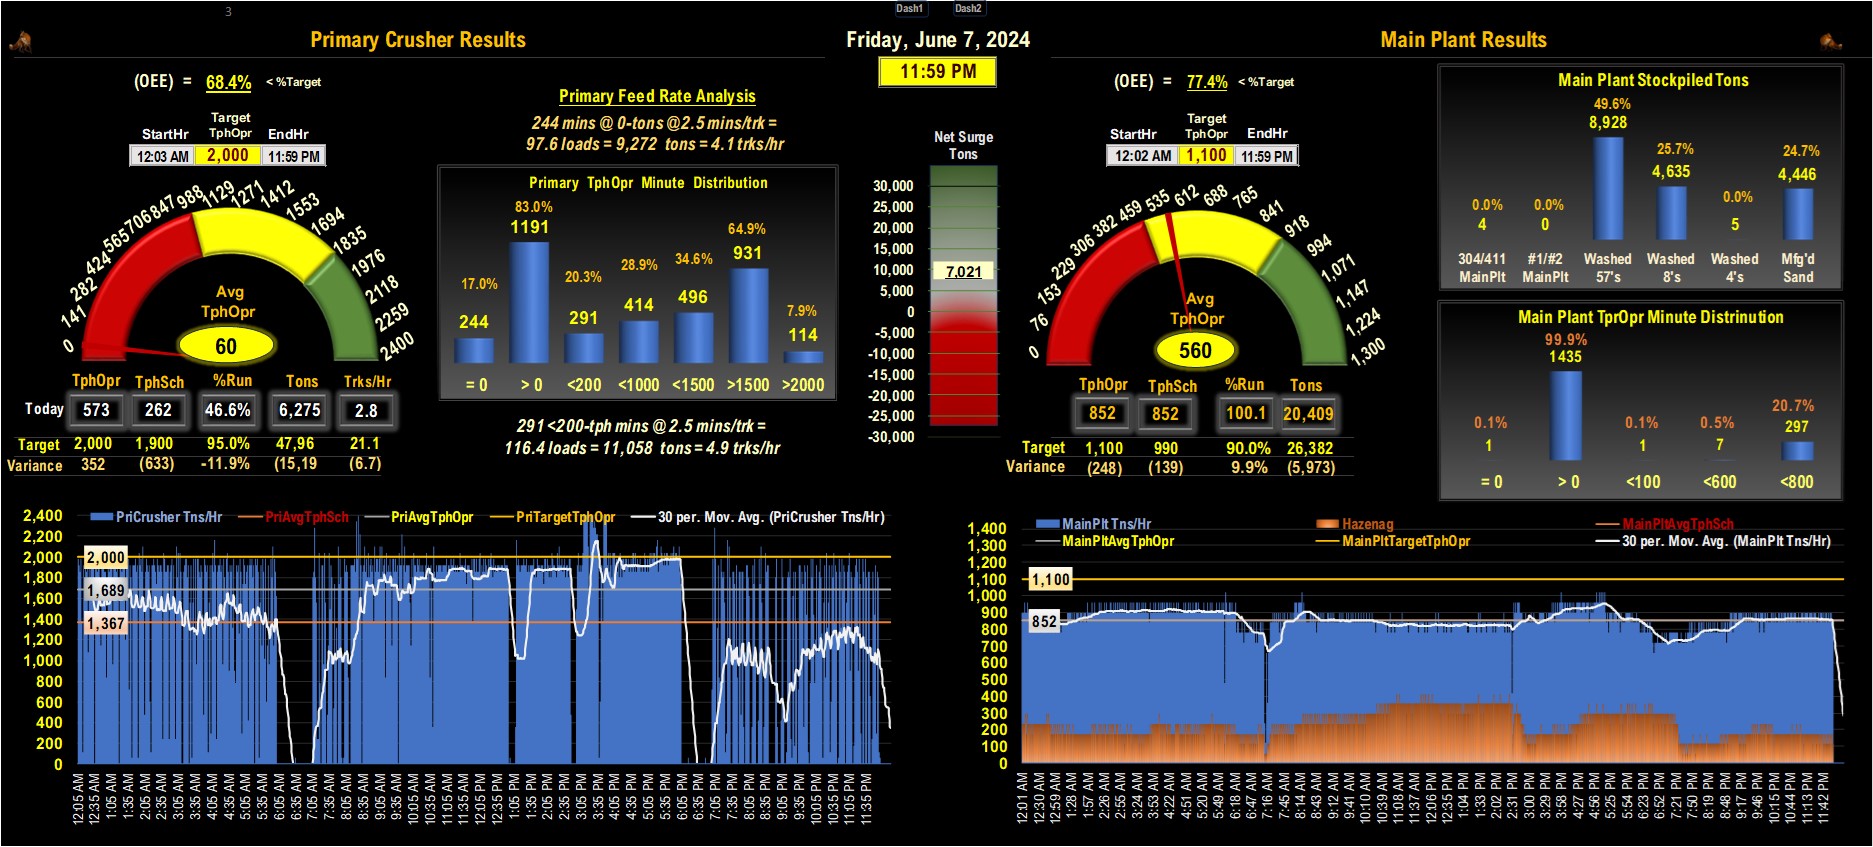 3
Dash1 Dash2
Primary Crusher Results
Friday, June 7, 2024
Main Plant Results
11:59 PM
(OEE) = 68.4% < %Target
Target
StartHr TphOpr EndHr
12:03 AM 2,000 11:59 PM
0 141 282 424 565 706 847 988 1129 1271 1412 1553 1694 1835 1976 2118 2259 2400
Avg
TphOpr
60
TphOpr TphSch %Run Tons Trks/Hr
Today 573 262 46.6% 6,275 2.8
Target 2,000 1,900 95.0% 47,96 21.1
Variance 352 (633) -11.9% (15,19 (6.7)
Primary Feed Rate Analysis
244 mins @ 0-tons @2.5 mins/trk =
97.6 loads = 9,272 tons = 4.1 trks/hr
Primary TphOpr Minute Distribution
17.0% 83.0% 20.3% 28.9% 34.6% 64.9% 7.9%
244 1191 291 414 496 931 114
= 0 > 0 <200 <1000 <1500 >1500 >2000
291 <200-tph mins @ 2.5 mins/trk =
116.4 loads = 11,058 tons = 4.9 trks/hr
Net Surge
Tons
30,000
25,000
20,000
15,000
10,000
7,021
5,000
0
-5,000
-10,000
-15,000
-20,000
-25,000
-30,000
(OEE) = 77.4% < %Target
Target
StartHr TphOpr EndHr
12:02 AM 1,100 11:59 PM
0 76 153 229 306 382 459 535 612 688 765 841 918 994 1,071 1,147 1,224 1,300
Avg
TphOpr
560
TphOpr TphSch %Run Tons
852 852 100.1 20,409
Target 1,100 990 90.0% 26,382
Variance (248) (139) 9.9% (5,973)
Main Plant Stockpiled Tons
0.0% 0.0% 49.6% 25.7% 0.0% 24.7%
4 0 8,928 4,635 5 4,446
304/411 #1/#2 Washed Washed Washed Mfg'd
MainPlt MainPlt 57's 8's 4's Sand
Main Plant TprOpr Minute Distrinution
0.1% 99.9% 0.1% 0.5% 20.7%
1 1435 1 7 297
= 0 > 0 <100 <600 <800
PriCrusher Tns/Hr PriAvgTphSch PriAvgTphOpr PriTargetTphOpr 30 per. Mov. Avg. (PriCrusher Tns/Hr)
2,400
2,200
2,000
1,800
1,600
1,400
1,200
1,000
800
600
400
200
0
2,000
1,689
1,367
12:05 AM 12:35 AM 1:05 AM 1:35 AM 2:05 AM 2:35 AM 3:05 AM 3:35 AM 4:05 AM 4:35 AM 5:05 AM 5:35 AM 6:05 AM 6:35 AM 7:05 AM 7:35 AM 8:05 AM 8:35 AM 9:05 AM 9:35 AM 10:05 AM 10:35 AM 11:05 AM 11:35 AM 12:05 PM 12:35 PM 1:05 PM 1:35 PM 2:05 PM 2:35 PM 3:05 PM 3:35 PM 4:05 PM 4:35 PM 5:05 PM 5:35 PM 6:05 PM 6:35 PM 7:05 PM 7:35 PM 8:05 PM 8:35 PM 9:05 PM 9:35 PM 10:05 PM 10:35 PM 11:05 PM 11:35 PM
MainPlt Tns/Hr Hazenag MainPltAvgTphSch
MainPltAvgTphOpr MainPltTargetTphOpr 30 per. Mov. Avg. (MainPlt Tns/Hr)
1,400
1,300
1,200
1,100
1,000
900
800
700
600
500
400
300
200
100
0
1,100
852
12:01 AM 12:30 AM 12:59 AM 1:28 AM 1:57 AM 2:26 AM 2:55 AM 3:24 AM 3:53 AM 4:22 AM 4:51 AM 5:20 AM 5:49 AM 6:18 AM 6:47 AM 7:16 AM 7:45 AM 8:14 AM 8:43 AM 9:12 AM 9:41 AM 10:10 AM 10:39 AM 11:08 AM 11:37 AM 12:06 PM 12:35 PM 1:04 PM 1:33 PM 2:02 PM 2:31 PM 3:00 PM 3:29 PM 3:58 PM 4:27 PM 4:56 PM 5:25 PM 5:54 PM 6:23 PM 6:52 PM 7:21 PM 7:50 PM 8:19 PM 8:48 PM 9:17 PM 9:46 PM 10:15 PM 10:44 PM 11:13 PM 11:42 PM